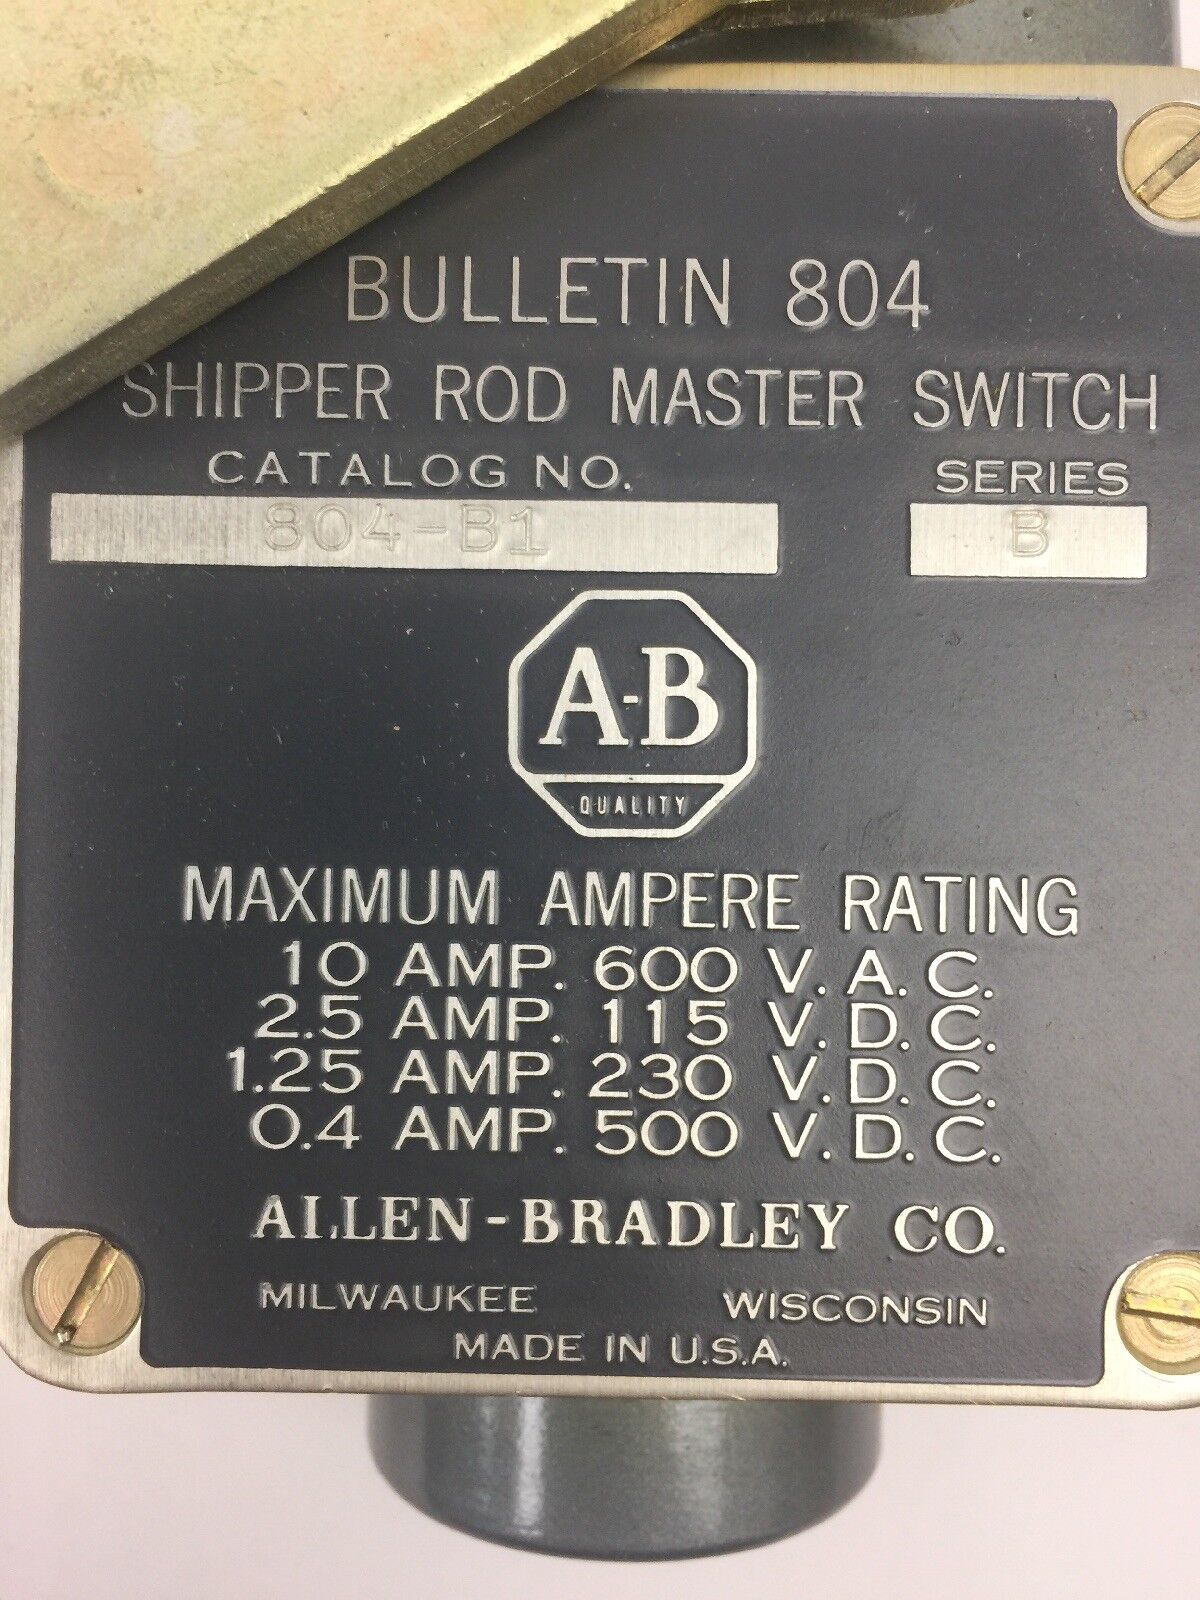 BULLETIN 804
SHIPPER ROD MASTER SWITCH
CATALOG NO. SERIES
804-B1 B
A-B
QUALITY
MAXIMUM AMPERE RATING
10 AMP. 600 V. A. C.
2.5 AMP. 115 V. D. C.
1.25 AMP. 230 V. D. C.
0.4 AMP. 500 V. D. C.
ALLEN-BRADLEY CO.
MILWAUKEE WISCONSIN
MADE IN U.S.A.